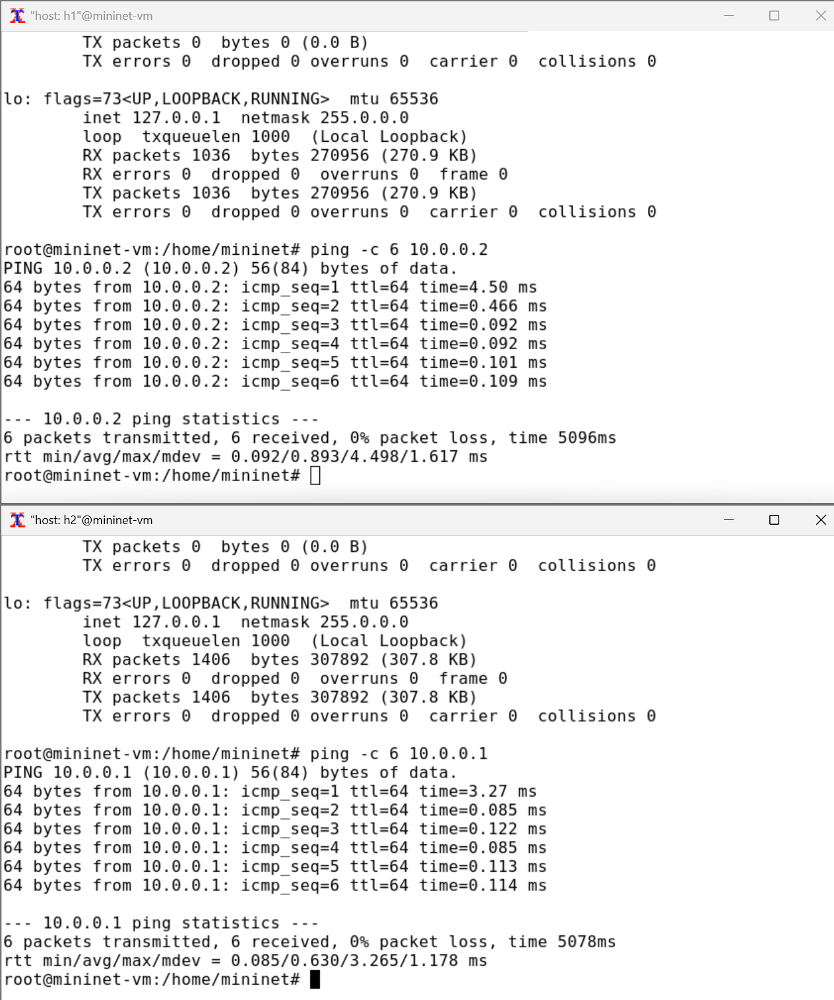 "host: h1"@mininet-vm
TX packets 0  bytes 0 (0.0 B)
TX errors 0  dropped 0 overruns 0  carrier 0  collisions 0
lo: flags=73<UP,LOOPBACK,RUNNING>  mtu 65536
inet 127.0.0.1  netmask 255.0.0.0
loop  txqueuelen 1000  (Local Loopback)
RX packets 1036  bytes 270956 (270.9 KB)
RX errors 0  dropped 0  overruns 0  frame 0
TX packets 1036  bytes 270956 (270.9 KB)
TX errors 0  dropped 0 overruns 0  carrier 0  collisions 0
root@mininet-vm:/home/mininet# ping -c 6 10.0.0.2
PING 10.0.0.2 (10.0.0.2) 56(84) bytes of data.
64 bytes from 10.0.0.2: icmp_seq=1 ttl=64 time=4.50 ms
64 bytes from 10.0.0.2: icmp_seq=2 ttl=64 time=0.466 ms
64 bytes from 10.0.0.2: icmp_seq=3 ttl=64 time=0.092 ms
64 bytes from 10.0.0.2: icmp_seq=4 ttl=64 time=0.092 ms
64 bytes from 10.0.0.2: icmp_seq=5 ttl=64 time=0.101 ms
64 bytes from 10.0.0.2: icmp_seq=6 ttl=64 time=0.109 ms
--- 10.0.0.2 ping statistics ---
6 packets transmitted, 6 received, 0% packet loss, time 5096ms
rtt min/avg/max/mdev = 0.092/0.893/4.498/1.617 ms
root@mininet-vm:/home/mininet#
"host: h2"@mininet-vm
TX packets 0  bytes 0 (0.0 B)
TX errors 0  dropped 0 overruns 0  carrier 0  collisions 0
lo: flags=73<UP,LOOPBACK,RUNNING>  mtu 65536
inet 127.0.0.1  netmask 255.0.0.0
loop  txqueuelen 1000  (Local Loopback)
RX packets 1406  bytes 307892 (307.8 KB)
RX errors 0  dropped 0  overruns 0  frame 0
TX packets 1406  bytes 307892 (307.8 KB)
TX errors 0  dropped 0 overruns 0  carrier 0  collisions 0
root@mininet-vm:/home/mininet# ping -c 6 10.0.0.1
PING 10.0.0.1 (10.0.0.1) 56(84) bytes of data.
64 bytes from 10.0.0.1: icmp_seq=1 ttl=64 time=3.27 ms
64 bytes from 10.0.0.1: icmp_seq=2 ttl=64 time=0.085 ms
64 bytes from 10.0.0.1: icmp_seq=3 ttl=64 time=0.122 ms
64 bytes from 10.0.0.1: icmp_seq=4 ttl=64 time=0.085 ms
64 bytes from 10.0.0.1: icmp_seq=5 ttl=64 time=0.113 ms
64 bytes from 10.0.0.1: icmp_seq=6 ttl=64 time=0.114 ms
--- 10.0.0.1 ping statistics ---
6 packets transmitted, 6 received, 0% packet loss, time 5078ms
rtt min/avg/max/mdev = 0.085/0.630/3.265/1.178 ms
root@mininet-vm:/home/mininet#